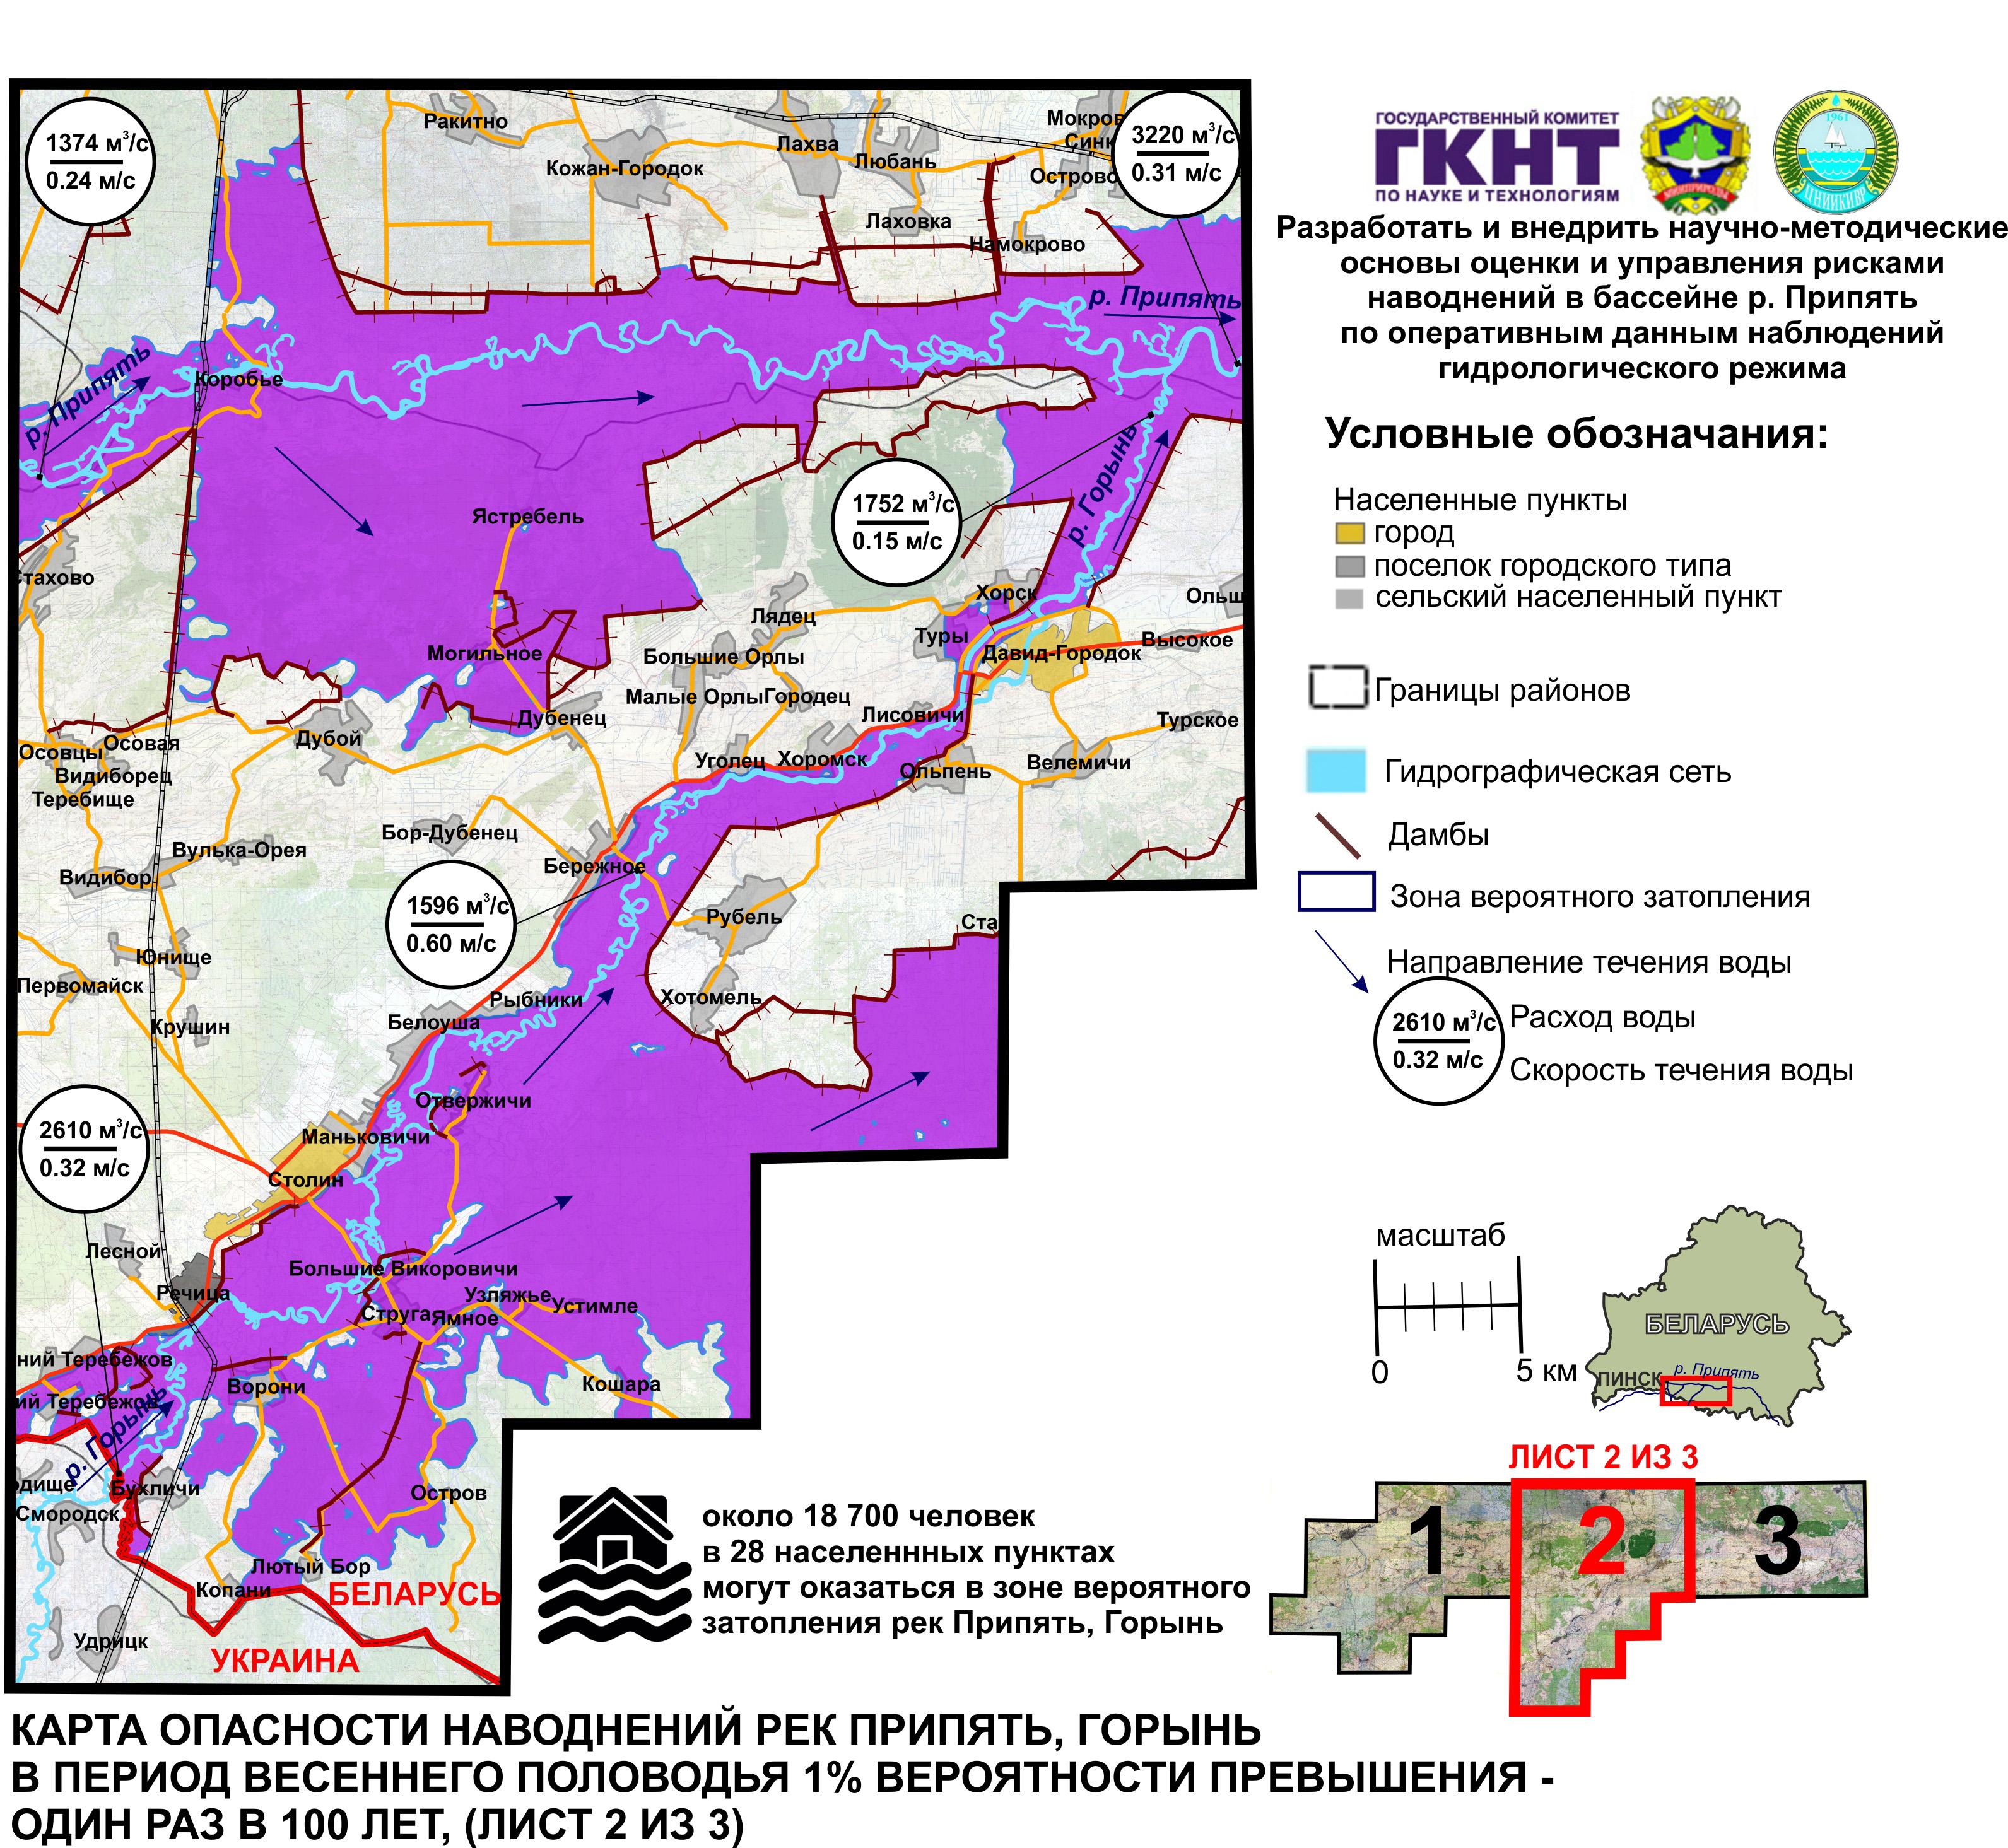 ГОСУДАРСТВЕННЫЙ КОМИТЕТ
ГКНТ
ПО НАУКЕ И ТЕХНОЛОГИЯМ
МИНПРИРОДЫ
1961
ЦНИИКИВР
Разработать и внедрить научно-методические
основы оценки и управления рисками
наводнений в бассейне р. Припять
по оперативным данным наблюдений
гидрологического режима
Условные обозначания:
Населенные пункты
город
поселок городского типа
сельский населенный пункт
Границы районов
Гидрографическая сеть
Дамбы
Зона вероятного затопления
Направление течения воды
2610 м³/с
0.32 м/с
Расход воды
Скорость течения воды
масштаб
0
5 км
БЕЛАРУСЬ
ПИНСК
р. Припять
ЛИСТ 2 ИЗ 3
1
2
3
1374 м³/с
0.24 м/с
Ракитно
Кожан-Городок
Лахва
Любань
Мокров
Синк
Острово
3220 м³/с
0.31 м/с
Лаховка
Намокрово
р. Припять
р. Припять
Коробье
1752 м³/с
0.15 м/с
р. Горынь
Ястребель
Стахово
Хорск
Ольш
Лядец
Туры
Высокое
Могильное
Большие Орлы
Давид-Городок
Малые Орлы
Городец
Лисовичи
Турское
Дубенец
Дубой
Осовцы
Осовая
Видиборец
Теребище
Уголец
Хоромск
Ольпень
Велемичи
Бор-Дубенец
Вулька-Орея
Видибор
Бережное
1596 м³/с
0.60 м/с
Рубель
Ста
Юнище
Первомайск
Крушин
Рыбники
Хотомель
Белоуша
Отвержичи
Маньковичи
2610 м³/с
0.32 м/с
Столин
Лесной
Речица
Большие Викоровичи
Узляжье
Устимле
Струга
Ямное
ний Теребежов
ий Теребежов
Ворони
Кошара
р. Горынь
одище
Бухличи
Смородск
Остров
Лютый Бор
Копани
БЕЛАРУСЬ
Удрицк
УКРАИНА
около 18 700 человек
в 28 населеннных пунктах
могут оказаться в зоне вероятного
затопления рек Припять, Горынь
КАРТА ОПАСНОСТИ НАВОДНЕНИЙ РЕК ПРИПЯТЬ, ГОРЫНЬ
В ПЕРИОД ВЕСЕННЕГО ПОЛОВОДЬЯ 1% ВЕРОЯТНОСТИ ПРЕВЫШЕНИЯ -
ОДИН РАЗ В 100 ЛЕТ, (ЛИСТ 2 ИЗ 3)